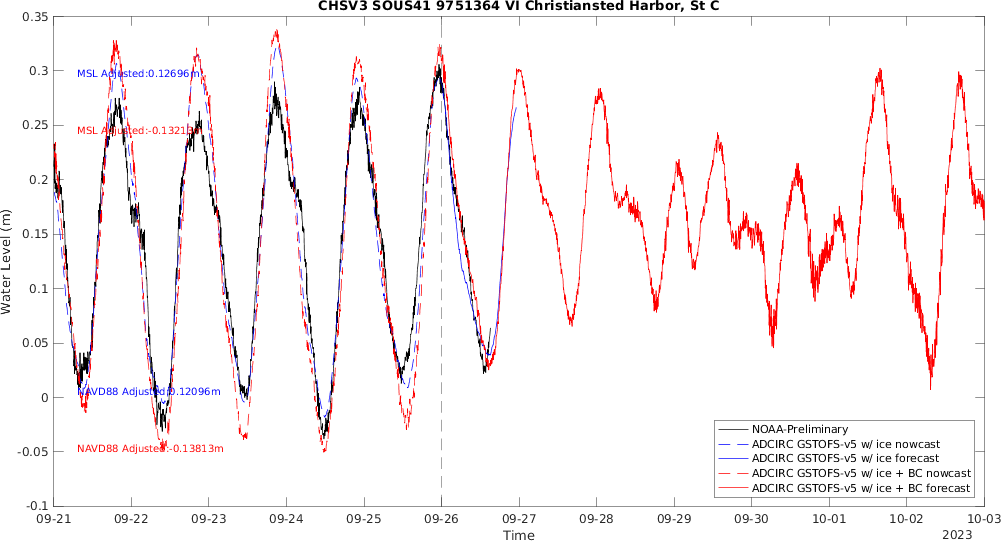 CHSV3 SOUS41 9751364 VI Christiansted Harbor, St C
0.35
0.3
0.25
0.2
0.15
0.1
0.05
0
-0.05
-0.1
Water Level (m)
MSL Adjusted:0.12696m
MSL Adjusted:-0.13213m
NAVD88 Adjusted:0.12096m
NAVD88 Adjusted:-0.13813m
NOAA-Preliminary
ADCIRC GSTOFS-v5 w/ ice nowcast
ADCIRC GSTOFS-v5 w/ ice forecast
ADCIRC GSTOFS-v5 w/ ice + BC nowcast
ADCIRC GSTOFS-v5 w/ ice + BC forecast
09-21 09-22 09-23 09-24 09-25 09-26 09-27 09-28 09-29 09-30 10-01 10-02 10-03
Time
2023